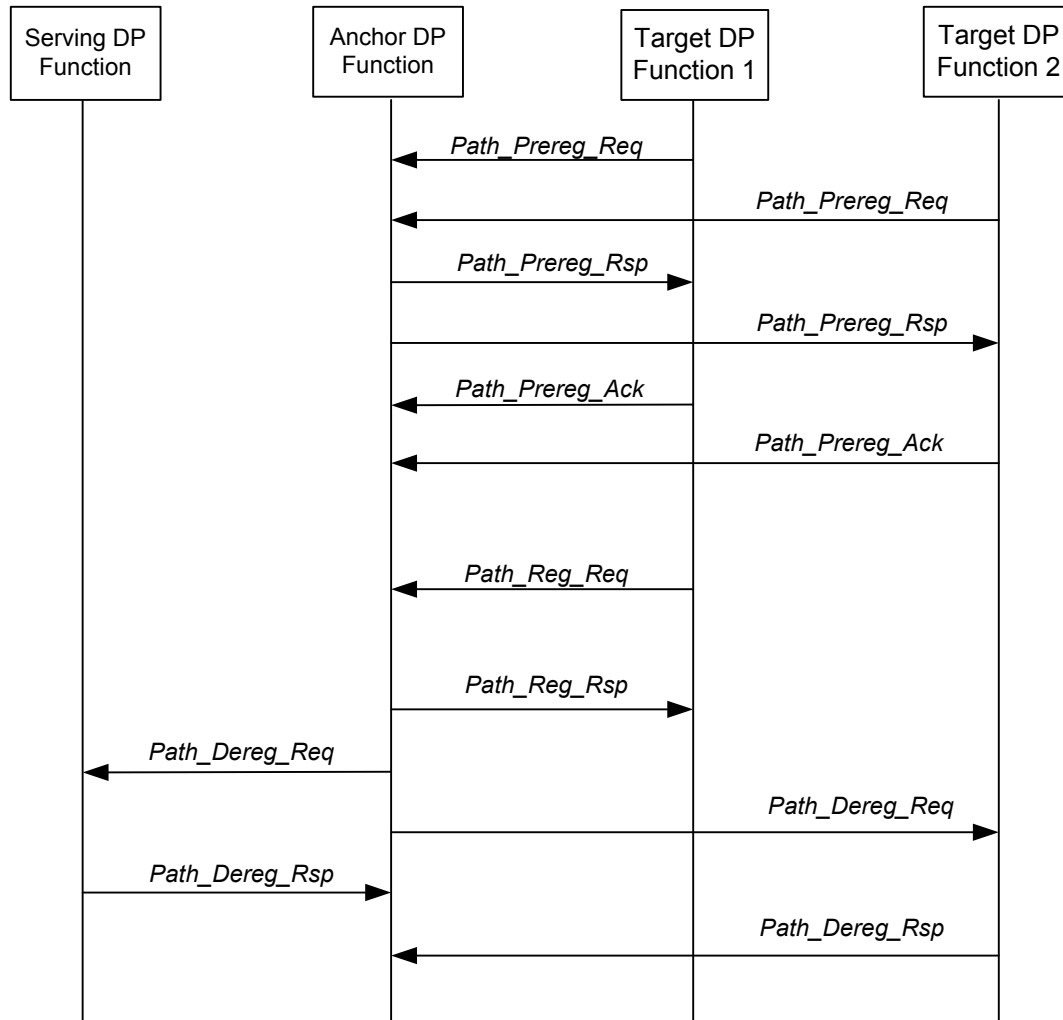 Serving DP
Function
Anchor DP
Function
Target DP
Function 1
Target DP
Function 2
Path_Prereg_Req
Path_Prereg_Req
Path_Prereg_Rsp
Path_Prereg_Rsp
Path_Prereg_Ack
Path_Prereg_Ack
Path_Reg_Req
Path_Reg_Rsp
Path_Dereg_Req
Path_Dereg_Req
Path_Dereg_Rsp
Path_Dereg_Rsp